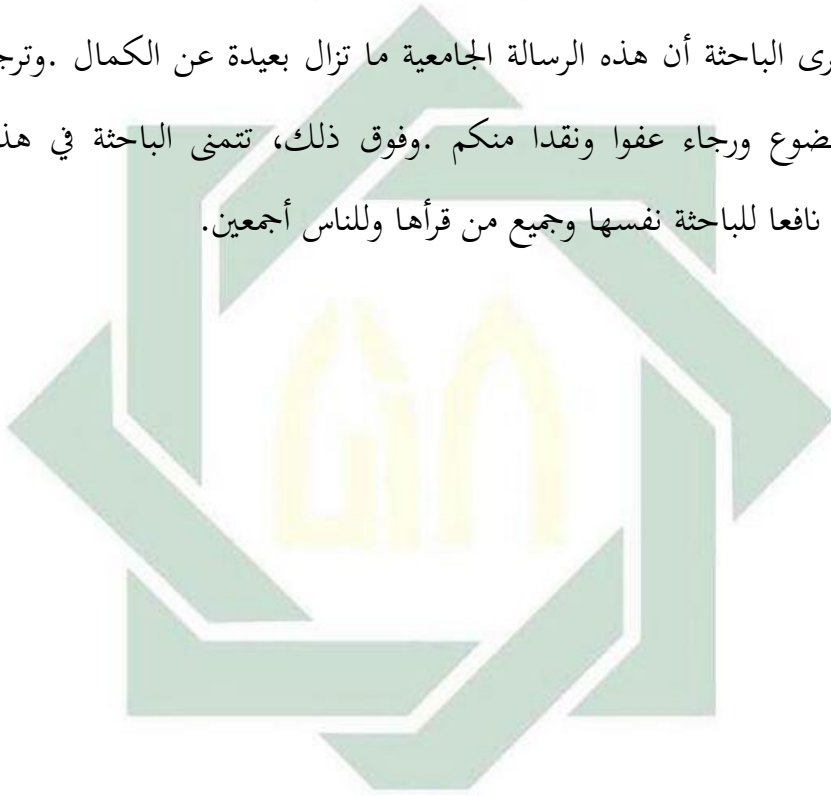 رى الباحثة أن هذه الرسالة الجامعية ما تزال بعيدة عن الكمال .وترج
ضوع ورجاء عفوا ونقدا منكم .وفوق ذلك، تتمنى الباحثة في هذ
نافعا للباحثة نفسها وجميع من قرأها وللناس أجمعين.